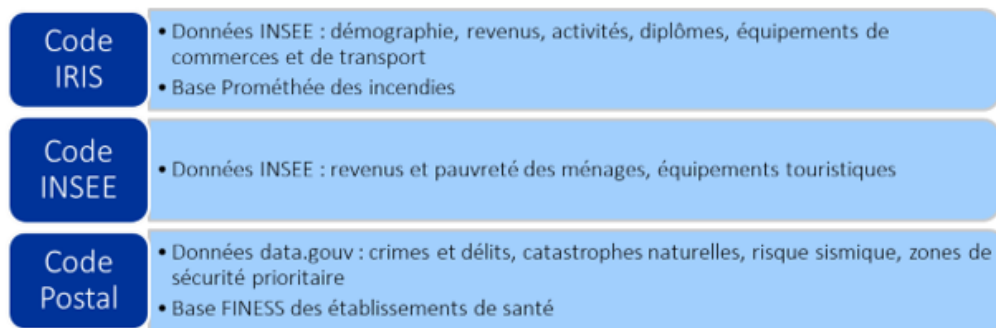 Code
IRIS
• Données INSEE : démographie, revenus, activités, diplômes, équipements de
commerces et de transport
• Base Prométhée des incendies
Code
INSEE
• Données INSEE : revenus et pauvreté des ménages, équipements touristiques
Code
Postal
• Données data.gouv : crimes et délits, catastrophes naturelles, risque sismique, zones de
sécurité prioritaire
• Base FINESS des établissements de santé